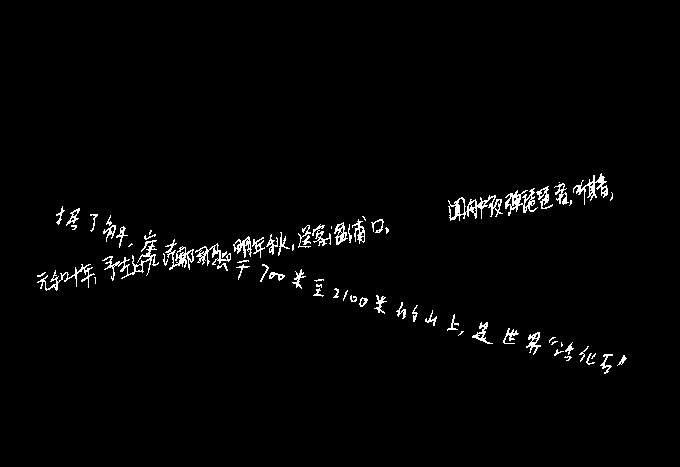 元和十年,予左迁九江郡司马明年秋,送客湓浦口。闻舟中夜弹琵琶者,听其音,
据了解,于700米至2100米的山上,是世界“活化石”